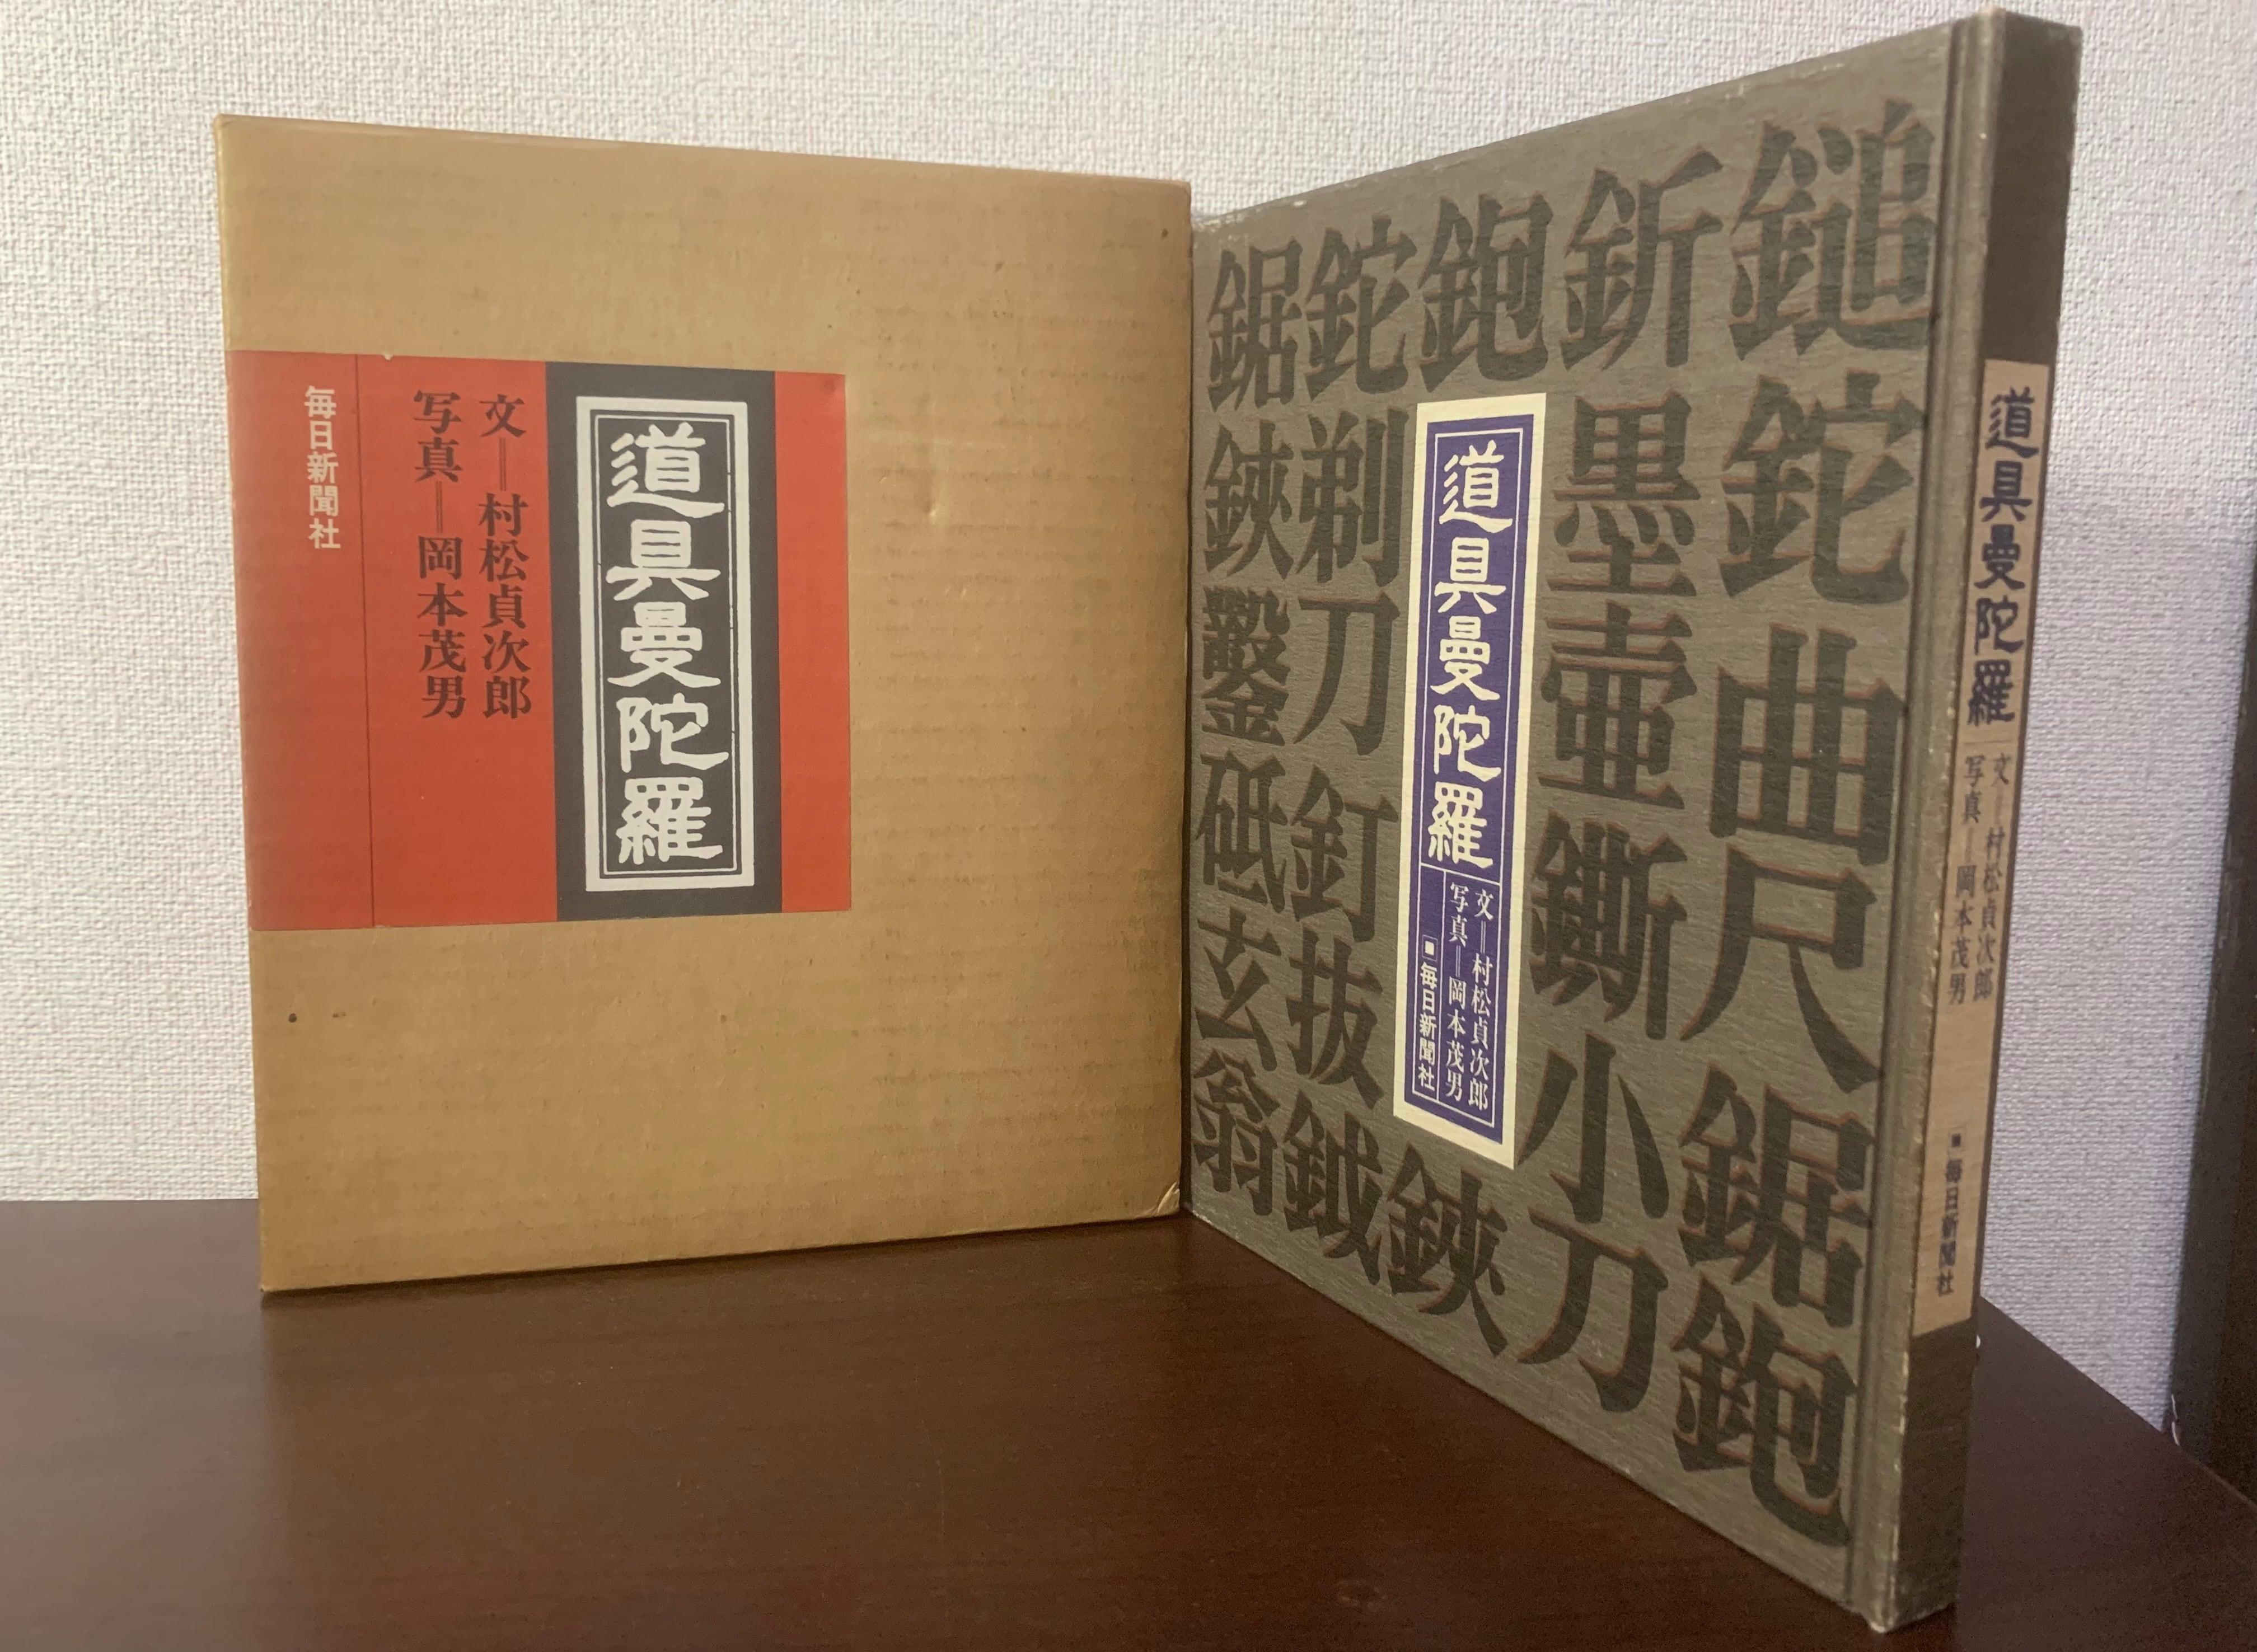 道具曼陀羅
文＝村松貞次郎
写真＝岡本茂男
毎日新聞社
鎚鉈曲尺鋸鉋
釿墨壷鐁小刀
鉋
道具曼陀羅
文＝村松貞次郎
写真＝岡本茂男
■毎日新聞社
鋏
鉈剃刀釘抜鉞
鋸鋏鑿砥玄翁
道具曼陀羅
文＝村松貞次郎
写真＝岡本茂男
■毎日新聞社